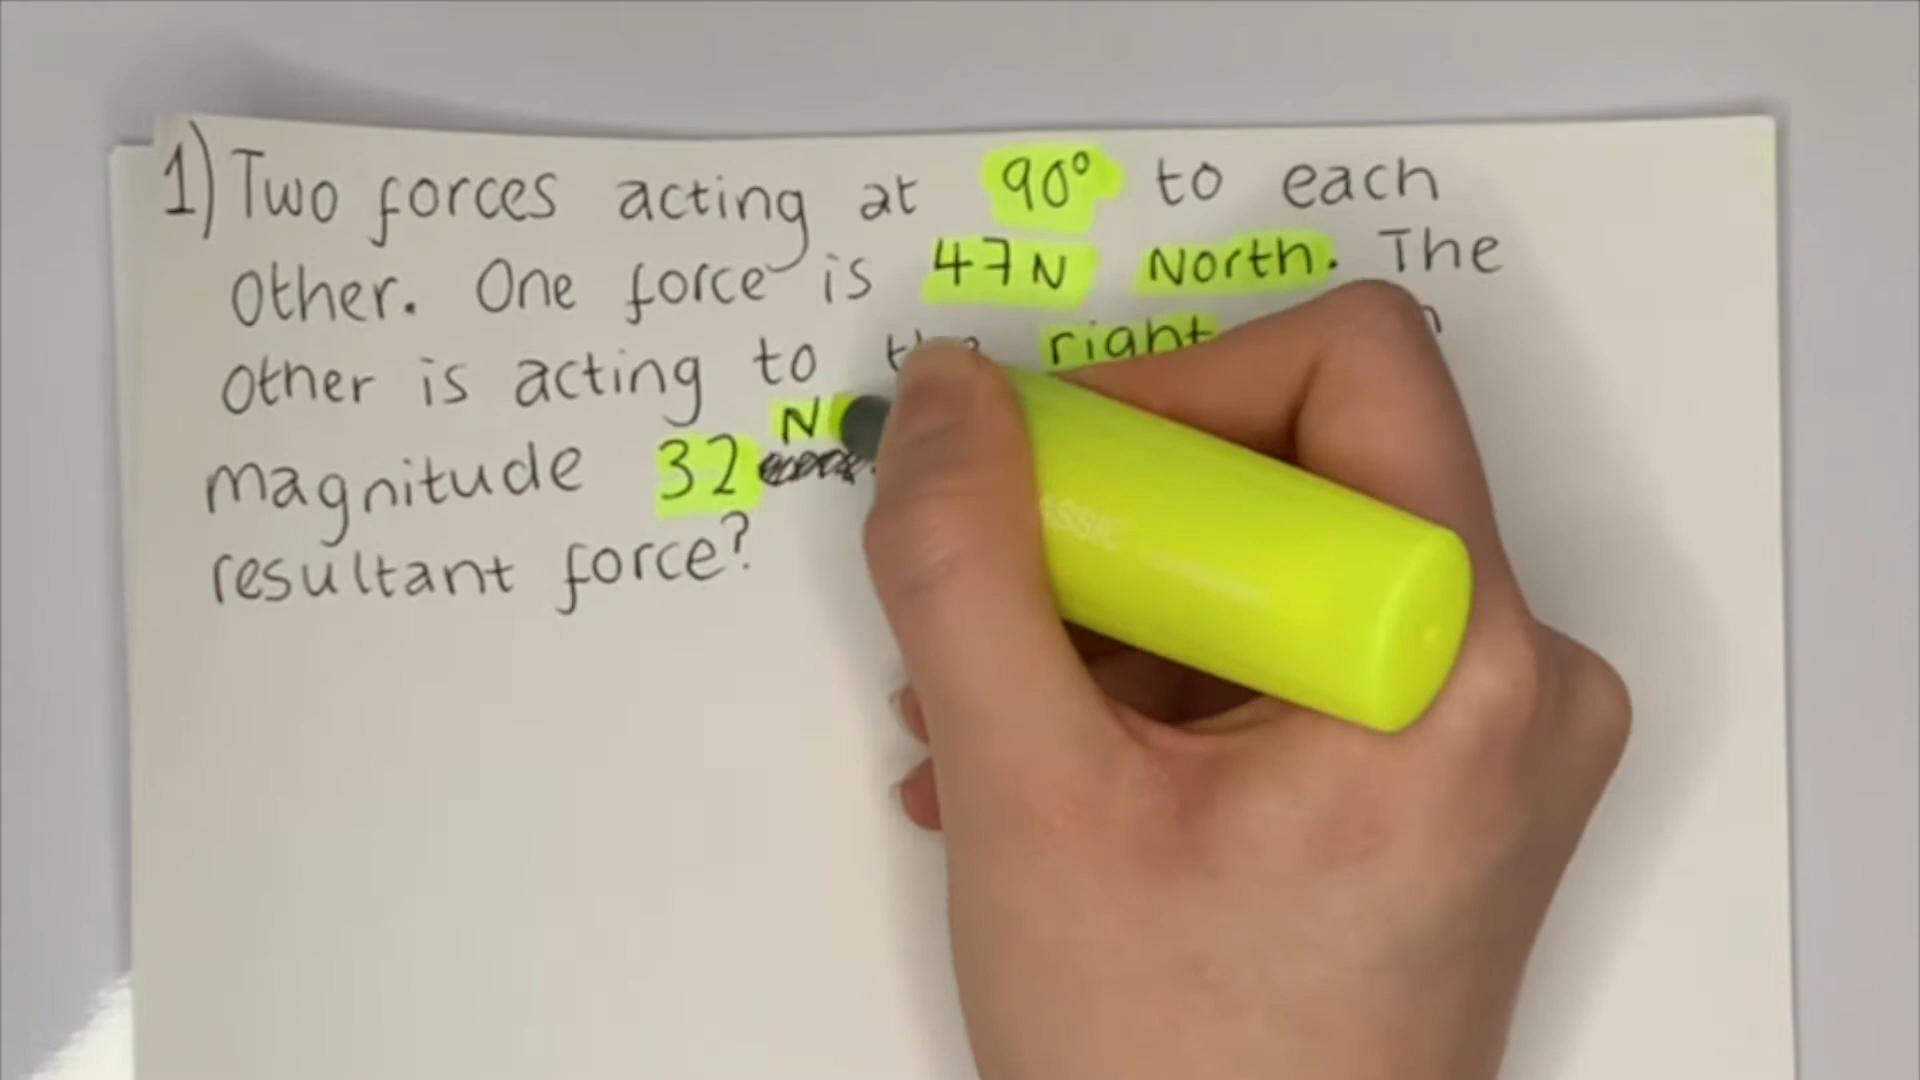 1) Two forces acting at 90° to each
other. One force is 47N North. The
other is acting to the right
magnitude 32 N
resultant force?
ASSIC